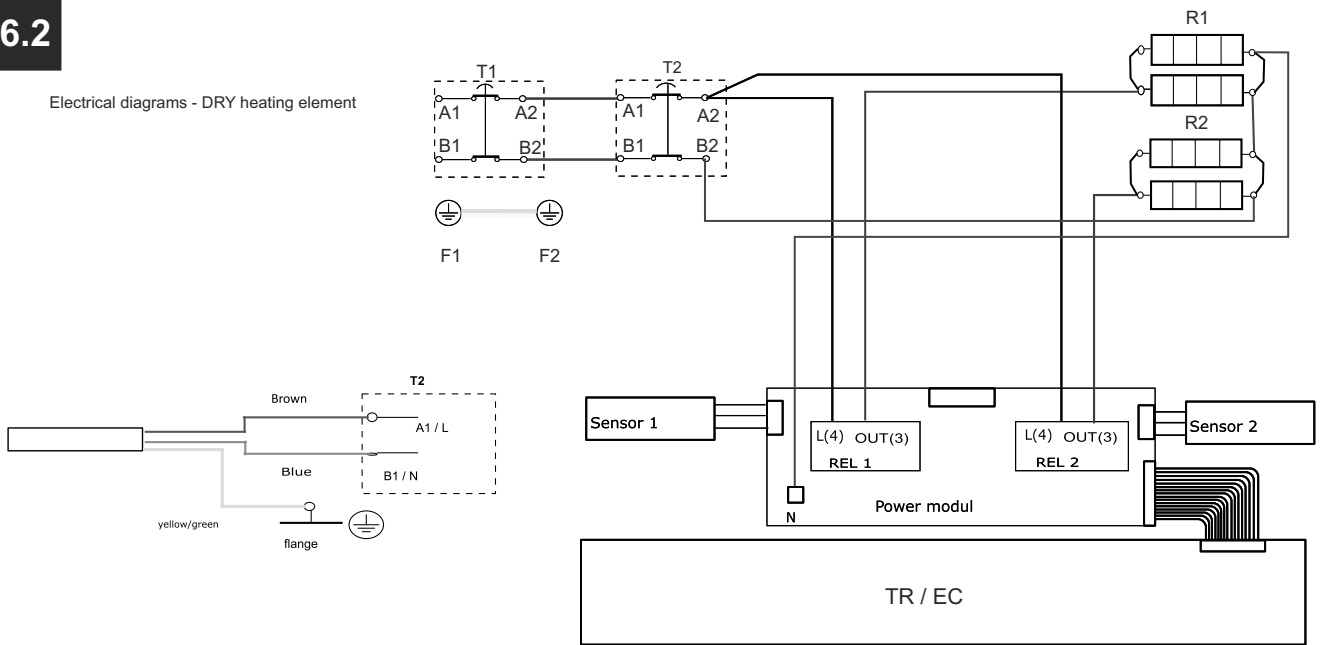 6.2
Electrical diagrams - DRY heating element
R1
T1
T2
A1
A2
A1
A2
B1
B2
B1
B2
R2
F1
F2
T2
Brown
A1 / L
Blue
B1 / N
yellow/green
flange
Sensor 1
L(4) OUT(3)
REL 1
L(4) OUT(3)
REL 2
Sensor 2
N
Power modul
TR / EC